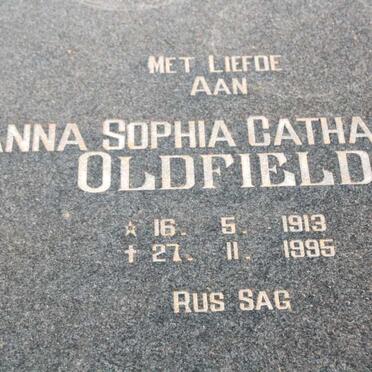 MET LIEFDE
AAN
ANNA SOPHIA CATHA
OLDFIELD
☆ 16. 5. 1913
† 27. 11. 1995
RUS SAG